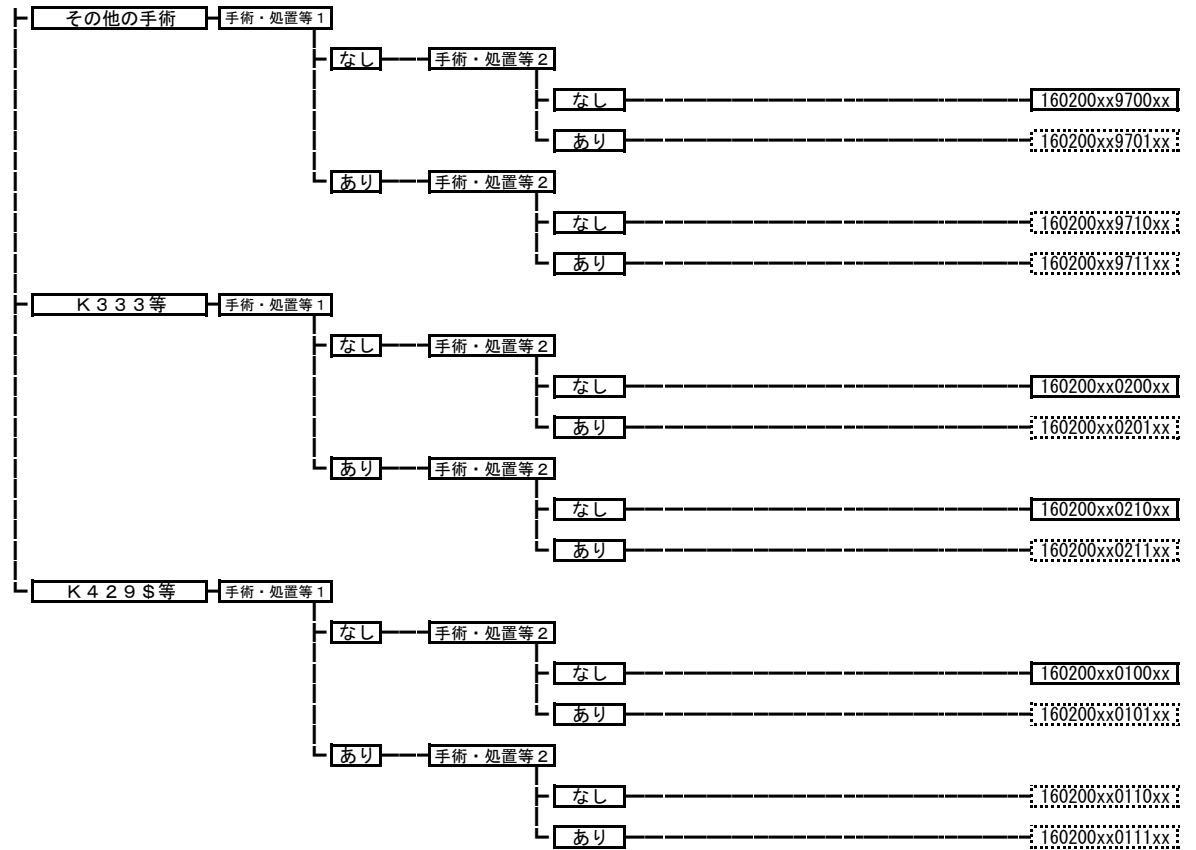 その他の手術 手術・処置等1
なし 手術・処置等2
なし 160200xx9700xx
あり 160200xx9701xx
あり 手術・処置等2
なし 160200xx9710xx
あり 160200xx9711xx
K333等 手術・処置等1
なし 手術・処置等2
なし 160200xx0200xx
あり 160200xx0201xx
あり 手術・処置等2
なし 160200xx0210xx
あり 160200xx0211xx
K429$等 手術・処置等1
なし 手術・処置等2
なし 160200xx0100xx
あり 160200xx0101xx
あり 手術・処置等2
なし 160200xx0110xx
あり 160200xx0111xx